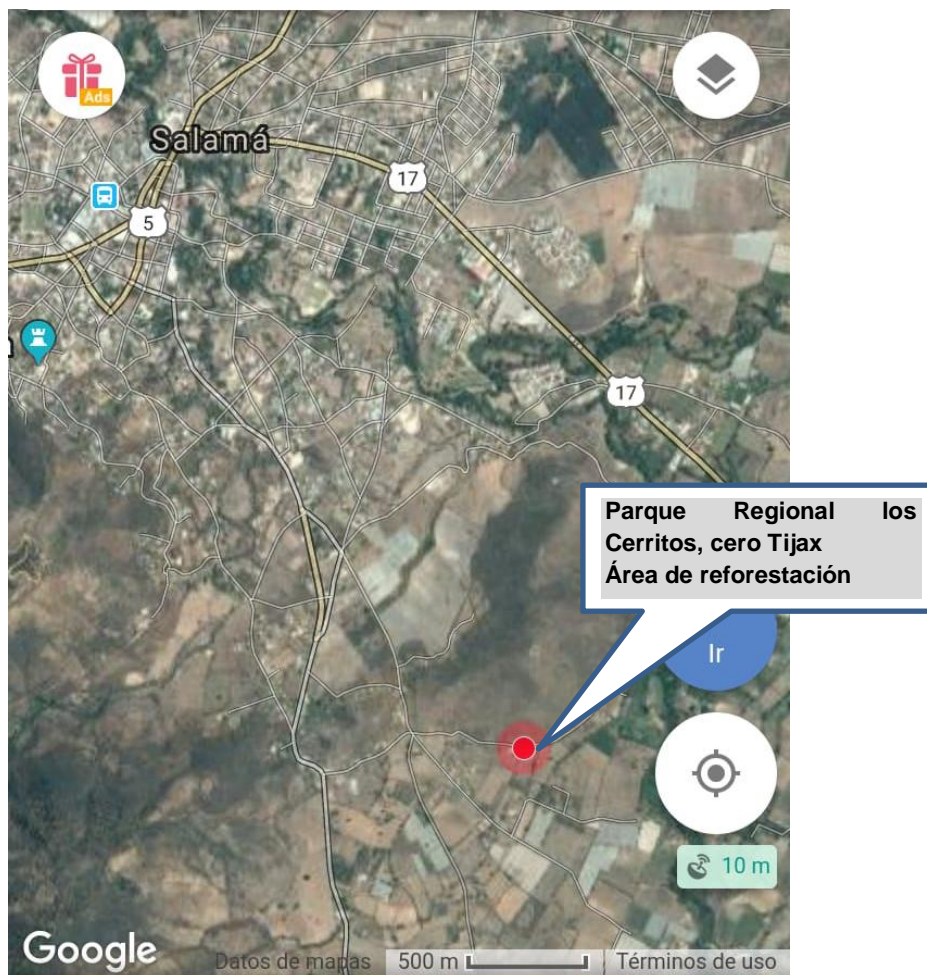 Ads
Salamá
17
5
17
Parque Regional los
Cerritos, cero Tijax
Área de reforestación
Ir
10 m
Google
Datos de mapas
500 m
Términos de uso